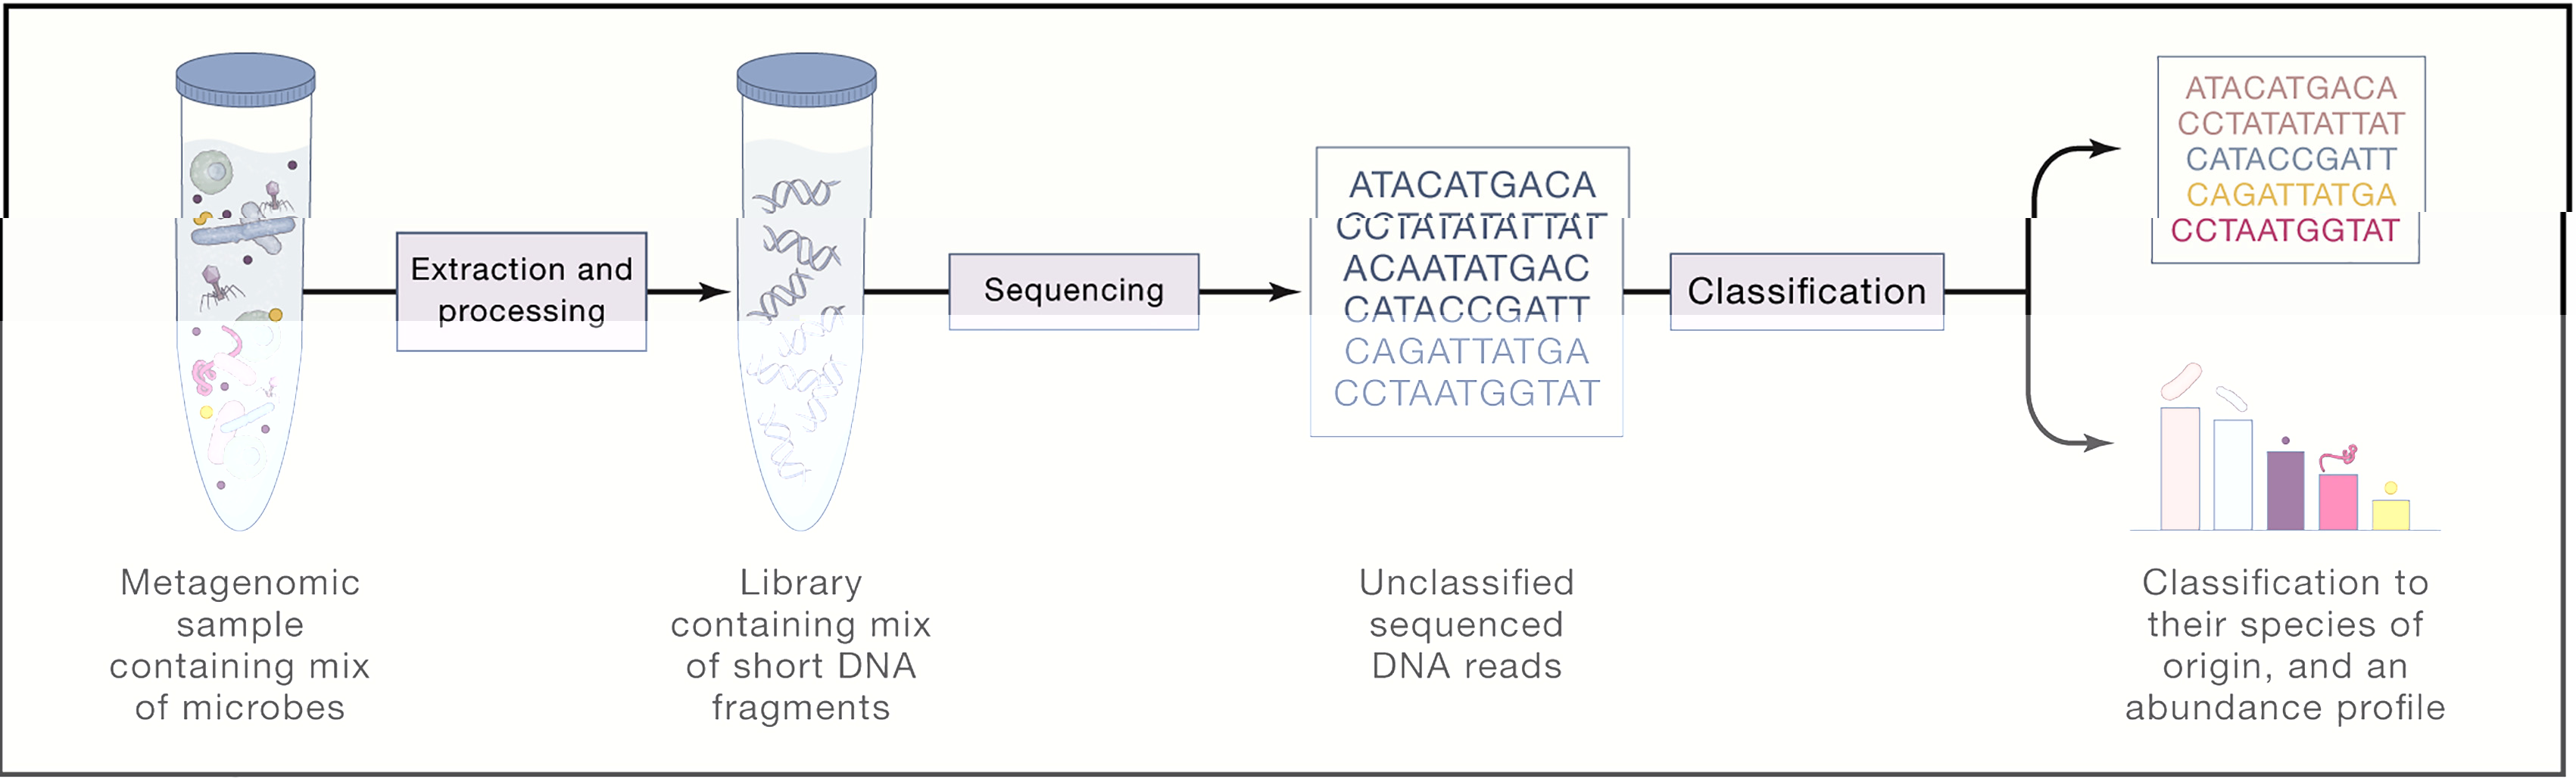 Extraction and
processing
Sequencing
ATACATGACA
CCTATATATTAT
ACAATATGAC
CATACCGATT
CAGATTATGA
CCTAATGGTAT
Classification
ATACATGACA
CCTATATATTAT
CATACCGATT
CAGATTATGA
CCTAATGGTAT
Metagenomic
sample
containing mix
of microbes
Library
containing mix
of short DNA
fragments
Unclassified
sequenced
DNA reads
Classification to
their species of
origin, and an
abundance profile